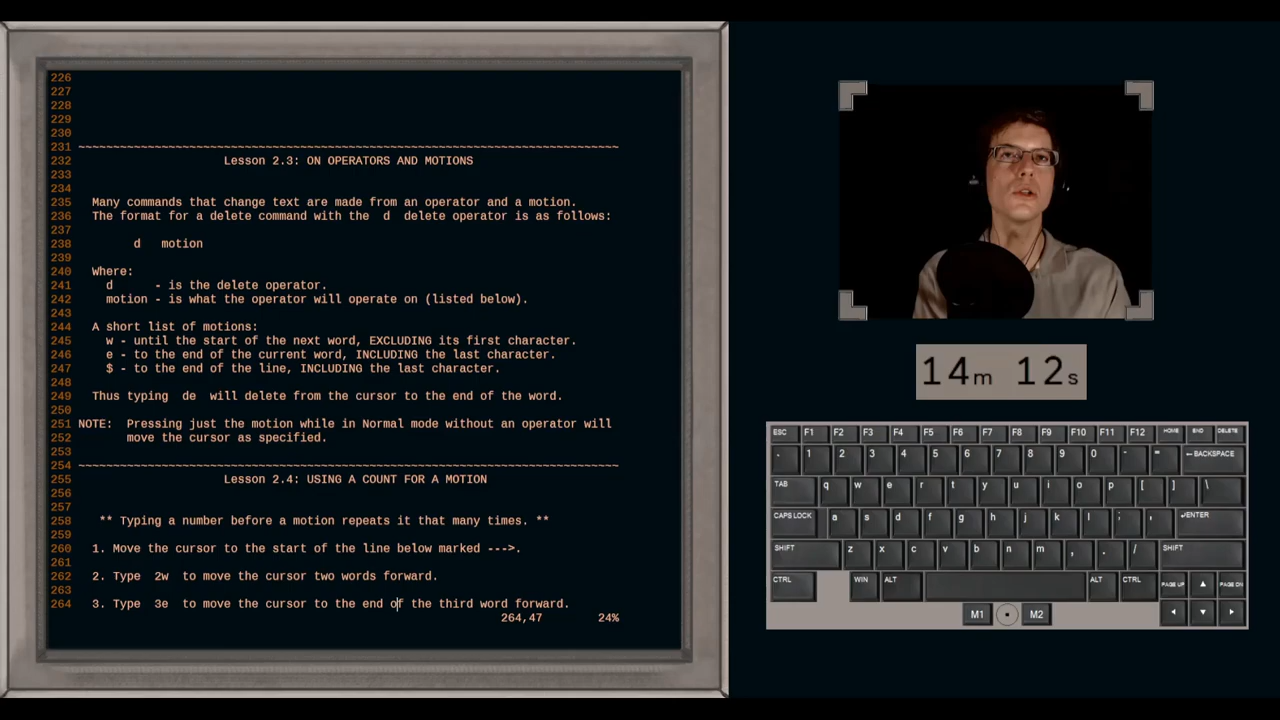 226
227
228
229
230
231 ~~~~~~~~~~~~~~~~~~~~~~~~~~~~~~~~~~~~~~~~~~~~~~~~~~~~~~~~~~~~~~~~~~~~~~~~~~~~~~
232 Lesson 2.3: ON OPERATORS AND MOTIONS
233
234
235 Many commands that change text are made from an operator and a motion.
236 The format for a delete command with the d delete operator is as follows:
237
238 d motion
239
240 Where:
241 d - is the delete operator.
242 motion - is what the operator will operate on (listed below).
243
244 A short list of motions:
245 w - until the start of the next word, EXCLUDING its first character.
246 e - to the end of the current word, INCLUDING the last character.
247 $ - to the end of the line, INCLUDING the last character.
248
249 Thus typing de will delete from the cursor to the end of the word.
250
251 NOTE: Pressing just the motion while in Normal mode without an operator will
252 move the cursor as specified.
253
254 ~~~~~~~~~~~~~~~~~~~~~~~~~~~~~~~~~~~~~~~~~~~~~~~~~~~~~~~~~~~~~~~~~~~~~~~~~~~~~~
255 Lesson 2.4: USING A COUNT FOR A MOTION
256
257
258 ** Typing a number before a motion repeats it that many times. **
259
260 1. Move the cursor to the start of the line below marked --->.
261
262 2. Type 2w to move the cursor two words forward.
263
264 3. Type 3e to move the cursor to the end of the third word forward.
264,47 24%
14m 12s
ESC F1 F2 F3 F4 F5 F6 F7 F8 F9 F10 F11 F12 HOME END DELETE
1 2 3 4 5 6 7 8 9 0 - = ←BACKSPACE
TAB q w e r t y u i o p [ ] \
CAPS LOCK a s d f g h j k l ; ↵ENTER
SHIFT z x c v b n m , . / SHIFT
CTRL WIN ALT ALT CTRL PAGE UP ▲ PAGE DN
M1 M2 ◄ ▼ ►